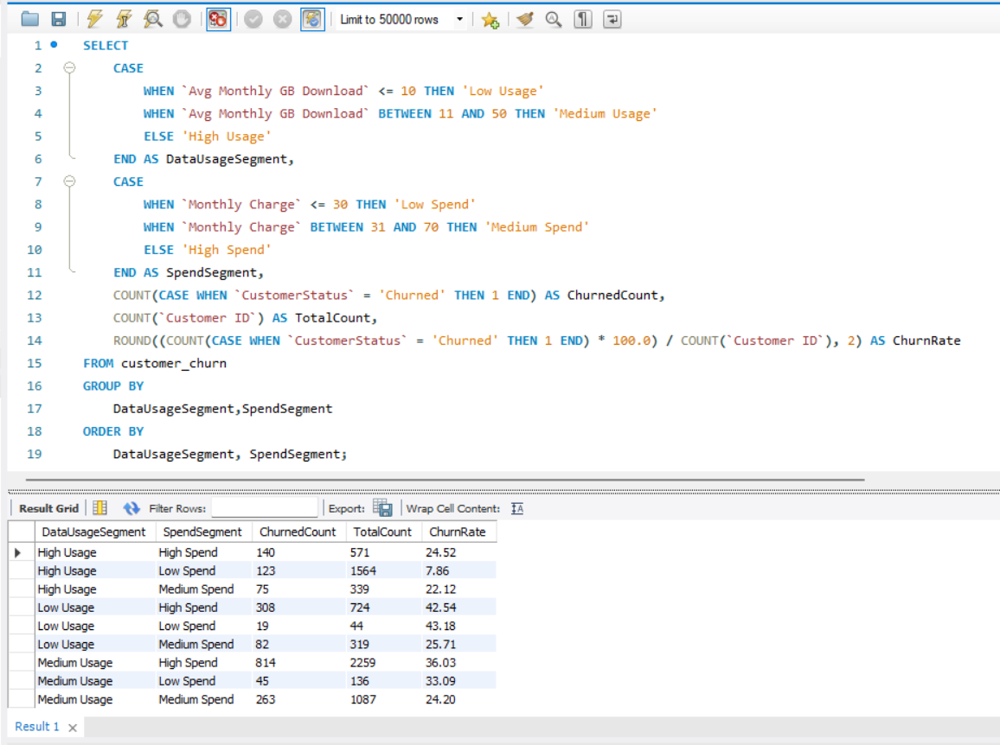 Limit to 50000 rows
1 SELECT
2 CASE
3 WHEN `Avg Monthly GB Download` <= 10 THEN 'Low Usage'
4 WHEN `Avg Monthly GB Download` BETWEEN 11 AND 50 THEN 'Medium Usage'
5 ELSE 'High Usage'
6 END AS DataUsageSegment,
7 CASE
8 WHEN `Monthly Charge` <= 30 THEN 'Low Spend'
9 WHEN `Monthly Charge` BETWEEN 31 AND 70 THEN 'Medium Spend'
10 ELSE 'High Spend'
11 END AS SpendSegment,
12 COUNT(CASE WHEN `CustomerStatus` = 'Churned' THEN 1 END) AS ChurnedCount,
13 COUNT(`Customer ID`) AS TotalCount,
14 ROUND((COUNT(CASE WHEN `CustomerStatus` = 'Churned' THEN 1 END) * 100.0) / COUNT(`Customer ID`), 2) AS ChurnRate
15 FROM customer_churn
16 GROUP BY
17 DataUsageSegment,SpendSegment
18 ORDER BY
19 DataUsageSegment, SpendSegment;
Result Grid Filter Rows: Export: Wrap Cell Content:
DataUsageSegment SpendSegment ChurnedCount TotalCount ChurnRate
High Usage High Spend 140 571 24.52
High Usage Low Spend 123 1564 7.86
High Usage Medium Spend 75 339 22.12
Low Usage High Spend 308 724 42.54
Low Usage Low Spend 19 44 43.18
Low Usage Medium Spend 82 319 25.71
Medium Usage High Spend 814 2259 36.03
Medium Usage Low Spend 45 136 33.09
Medium Usage Medium Spend 263 1087 24.20
Result 1